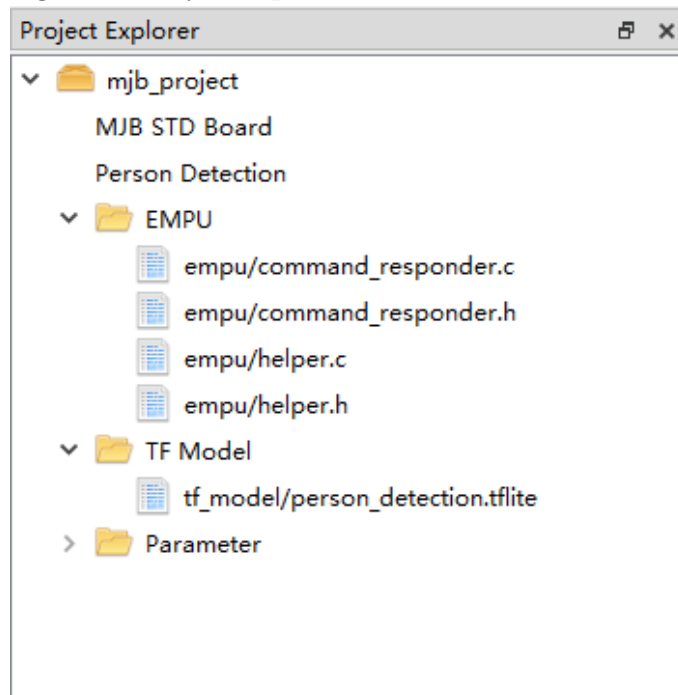 Project Explorer
mjb_project
MJB STD Board
Person Detection
EMPU
empu/command_responder.c
empu/command_responder.h
empu/helper.c
empu/helper.h
TF Model
tf_model/person_detection.tflite
Parameter